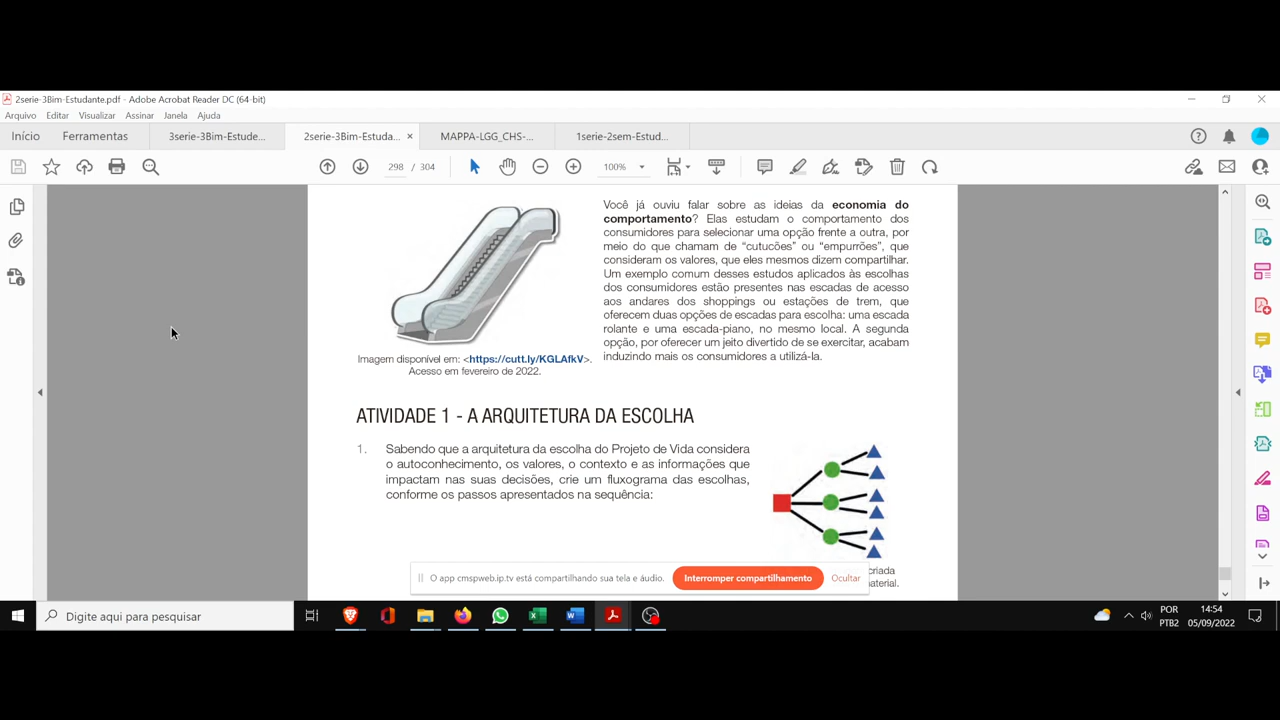 2serie-3Bim-Estudante.pdf - Adobe Acrobat Reader DC (64-bit)
Arquivo Editar Visualizar Assinar Janela Ajuda
Início Ferramentas 3serie-3Bim-Estude... 2serie-3Bim-Estuda... × MAPPA-LGG_CHS-... 1serie-2sem-Estud...
298 / 304 100%
Você já ouviu falar sobre as ideias da economia do
comportamento? Elas estudam o comportamento dos
consumidores para selecionar uma opção frente a outra, por
meio do que chamam de “cutucões” ou “empurrões”, que
consideram os valores, que eles mesmos dizem compartilhar.
Um exemplo comum desses estudos aplicados às escolhas
dos consumidores estão presentes nas escadas de acesso
aos andares dos shoppings ou estações de trem, que
oferecem duas opções de escadas para escolha: uma escada
rolante e uma escada-piano, no mesmo local. A segunda
opção, por oferecer um jeito divertido de se exercitar, acabam
induzindo mais os consumidores a utilizá-la.
Imagem disponível em: <https://cutt.ly/KGLAfkV>.
Acesso em fevereiro de 2022.
ATIVIDADE 1 - A ARQUITETURA DA ESCOLHA
1. Sabendo que a arquitetura da escolha do Projeto de Vida considera
o autoconhecimento, os valores, o contexto e as informações que
impactam nas suas decisões, crie um fluxograma das escolhas,
conforme os passos apresentados na sequência:
criada
aterial.
O app cmspweb.ip.tv está compartilhando sua tela e áudio. Interromper compartilhamento Ocultar
Digite aqui para pesquisar
POR
PTB2
14:54
05/09/2022